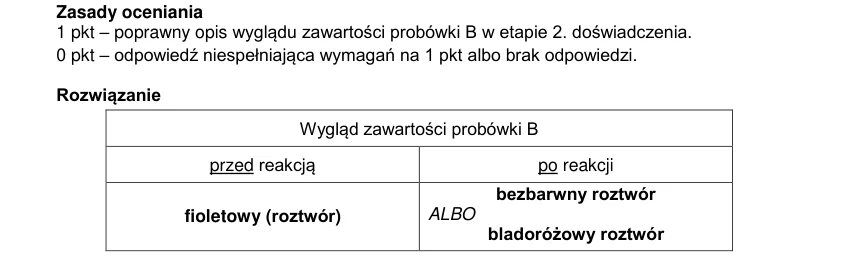 Zasady oceniania
1 pkt – poprawny opis wyglądu zawartości probówki B w etapie 2. doświadczenia.
0 pkt – odpowiedź niespełniająca wymagań na 1 pkt albo brak odpowiedzi.
Rozwiązanie
Wygląd zawartości probówki B
przed reakcją
po reakcji
fioletowy (roztwór)
bezbarwny roztwór
ALBO
bladoróżowy roztwór